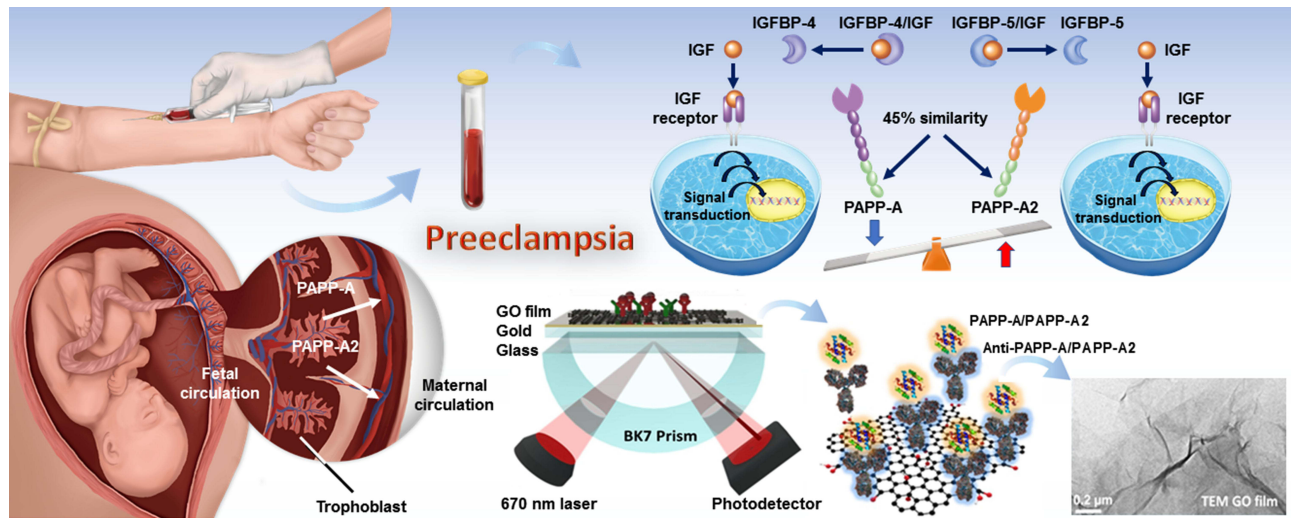 IGFBP-4
IGFBP-4/IGF
IGFBP-5/IGF
IGFBP-5
IGF
IGF
IGF
receptor
45% similarity
IGF
receptor
Signal
transduction
PAPP-A
PAPP-A2
Signal
transduction
Preeclampsia
PAPP-A
PAPP-A2
Fetal
circulation
Maternal
circulation
Trophoblast
GO film
Gold
Glass
BK7 Prism
670 nm laser
Photodetector
PAPP-A/PAPP-A2
Anti-PAPP-A/PAPP-A2
0.2 μm
TEM GO film